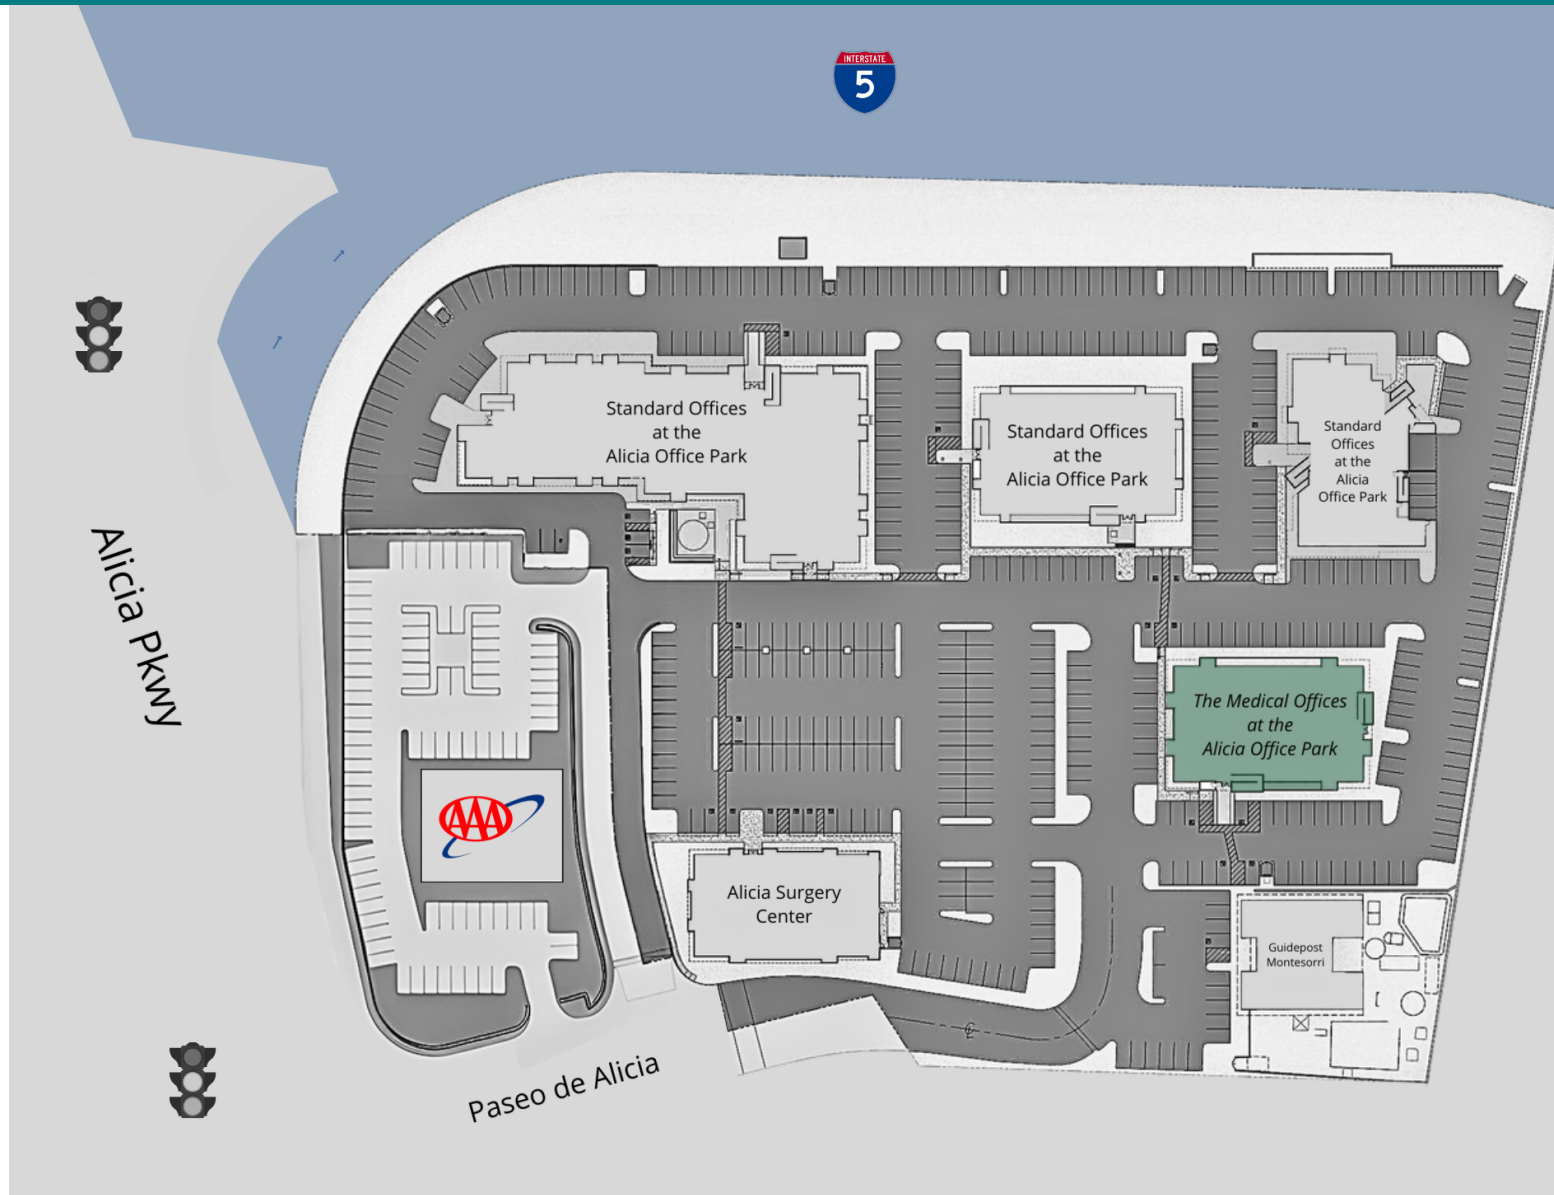 INTERSTATE
5
Standard Offices
at the
Alicia Office Park
Standard Offices
at the
Alicia Office Park
Standard
Offices
at the
Alicia
Office Park
Alicia Pkwy
The Medical Offices
at the
Alicia Office Park
AAA
Alicia Surgery
Center
Guidepost
Montesorri
Paseo de Alicia